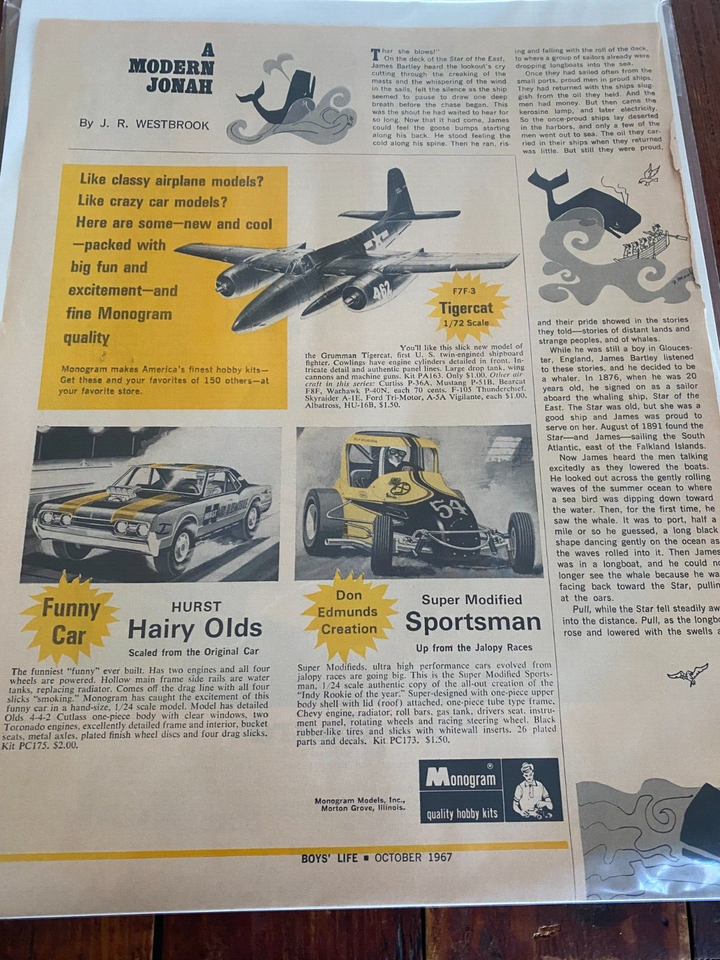 A
MODERN
JONAH
By J. R. WESTBROOK
Thar she blows!"
On the deck of the Star of the East,
James Bartley heard the lookout's cry
cutting through the creaking of the
masts and the whispering of the wind
in the sails, felt the silence as the ship
seemed to pause to draw one deep
breath before the chase began. This
was the shout he had waited to hear for
so long. Now that it had come, James
could feel the goose bumps starting
along his back. He stood feeling the
cold along his spine. Then he ran, ris-
ing and falling with the roll of the deck,
to where a group of sailors already were
dropping longboats into the sea.
Once they had sailed often from the
small ports, proud men in proud ships.
They had returned with the ships slug-
gish from the oil they held. And the
men had money. But then came the
kerosine lamp, and later electricity.
So the once-proud ships lay deserted
in the harbors, and only a few of the
men went out to sea. The oil they car-
ried in their ships when they returned
was little. But still they were proud,
and their pride showed in the stories
they told—stories of distant lands and
strange peoples, and of whales.
While he was still a boy in Glouces-
ter, England, James Bartley listened
to these stories, and he decided to be
a whaler. In 1876, when he was 20
years old, he signed on as a sailor
aboard the whaling ship, Star of the
East. The Star was old, but she was a
good ship and James was proud to
serve on her. August of 1891 found the
Star—and James—sailing the South
Atlantic, east of the Falkland Islands.
Now James heard the men talking
excitedly as they lowered the boats.
He looked out across the gently rolling
waves of the summer ocean to where
a sea bird was dipping down toward
the water. Then, for the first time, he
saw the whale. It was to port, half a
mile or so he guessed, a long black
shape dancing gently on the ocean as
the waves rolled into it. Then James
was in a longboat, and he could no
longer see the whale because he wa
facing back toward the Star, pullin
at the oars.
Pull, while the Star fell steadily aw
into the distance. Pull, as the longbo
rose and lowered with the swells a
Like classy airplane models?
Like crazy car models?
Here are some—new and cool
—packed with
big fun and
excitement—and
fine Monogram
quality
Monogram makes America's finest hobby kits—
Get these and your favorites of 150 others—at
your favorite store.
462
F7F-3
Tigercat
1/72 Scale
You'll like this slick new model of
the Grumman Tigercat, first U. S. twin-engined shipboard
fighter. Cowlings have engine cylinders detailed in front. In-
tricate detail and authentic panel lines. Large drop tank, wing
cannons and machine guns. Kit PA163. Only $1.00. Other air
craft in this series: Curtiss P-36A, Mustang P-51B, Bearcat
F8F, Warhawk P-40N, each 70 cents. F-105 Thunderchief,
Skyraider A-1E, Ford Tri-Motor, A-5A Vigilante, each $1.00.
Albatross, HU-16B, $1.50.
54
Funny
Car
HURST
Hairy Olds
Scaled from the Original Car
The funniest "funny" ever built. Has two engines and all four
wheels are powered. Hollow main frame side rails are water
tanks, replacing radiator. Comes off the drag line with all four
slicks "smoking." Monogram has caught the excitement of this
funny car in a hand-size, 1/24 scale model. Model has detailed
Olds 4-4-2 Cutlass one-piece body with clear windows, two
Toronado engines, excellently detailed frame and interior, bucket
seats, metal axles, plated finish wheel discs and four drag slicks.
Kit PC175. $2.00.
Don
Edmunds
Creation
Super Modified
Sportsman
Up from the Jalopy Races
Super Modifieds, ultra high performance cars evolved from
jalopy races are going big. This is the Super Modified Sports-
man, 1/24 scale authentic copy of the all-out creation of the
"Indy Rookie of the year." Super-designed with one-piece upper
body shell with lid (roof) attached, one-piece tube type frame,
Chevy engine, radiator, roll bars, gas tank, drivers seat, instru-
ment panel, rotating wheels and racing steering wheel. Black
rubber-like tires and slicks with whitewall inserts. 26 plated
parts and decals. Kit PC173. $1.50.
Monogram Models, Inc.,
Morton Grove, Illinois.
Monogram®
quality hobby kits
BOYS' LIFE ■ OCTOBER 1967